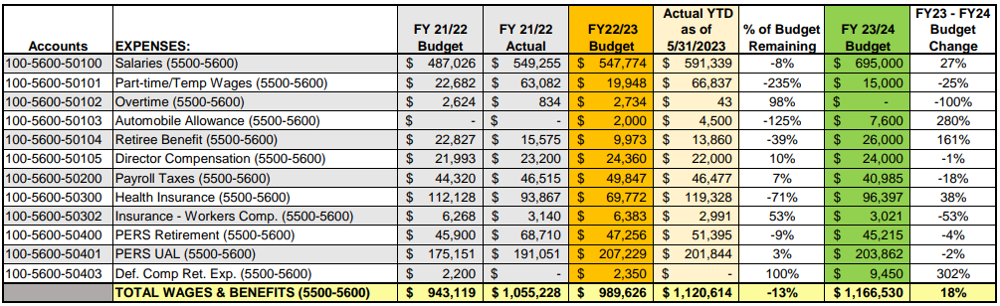 Accounts EXPENSES: FY 21/22 Budget FY 21/22 Actual FY22/23 Budget Actual YTD as of 5/31/2023 % of Budget Remaining FY 23/24 Budget FY23 - FY24 Budget Change
100-5600-50100 Salaries (5500-5600) $ 487,026 $ 549,255 $ 547,774 $ 591,339 -8% $ 695,000 27%
100-5600-50101 Part-time/Temp Wages (5500-5600) $ 22,682 $ 63,082 $ 19,948 $ 66,837 -235% $ 15,000 -25%
100-5600-50102 Overtime (5500-5600) $ 2,624 $ 834 $ 2,734 $ 43 98% $ - -100%
100-5600-50103 Automobile Allowance (5500-5600) $ - $ - $ 2,000 $ 4,500 -125% $ 7,600 280%
100-5600-50104 Retiree Benefit (5500-5600) $ 22,827 $ 15,575 $ 9,973 $ 13,860 -39% $ 26,000 161%
100-5600-50105 Director Compensation (5500-5600) $ 21,993 $ 23,200 $ 24,360 $ 22,000 10% $ 24,000 -1%
100-5600-50200 Payroll Taxes (5500-5600) $ 44,320 $ 46,515 $ 49,847 $ 46,477 7% $ 40,985 -18%
100-5600-50300 Health Insurance (5500-5600) $ 112,128 $ 93,867 $ 69,772 $ 119,328 -71% $ 96,397 38%
100-5600-50302 Insurance - Workers Comp. (5500-5600) $ 6,268 $ 3,140 $ 6,383 $ 2,991 53% $ 3,021 -53%
100-5600-50400 PERS Retirement (5500-5600) $ 45,900 $ 68,710 $ 47,256 $ 51,395 -9% $ 45,215 -4%
100-5600-50401 PERS UAL (5500-5600) $ 175,151 $ 191,051 $ 207,229 $ 201,844 3% $ 203,862 -2%
100-5600-50403 Def. Comp Ret. Exp. (5500-5600) $ 2,200 $ - $ 2,350 $ - 100% $ 9,450 302%
TOTAL WAGES & BENEFITS (5500-5600) $ 943,119 $ 1,055,228 $ 989,626 $ 1,120,614 -13% $ 1,166,530 18%